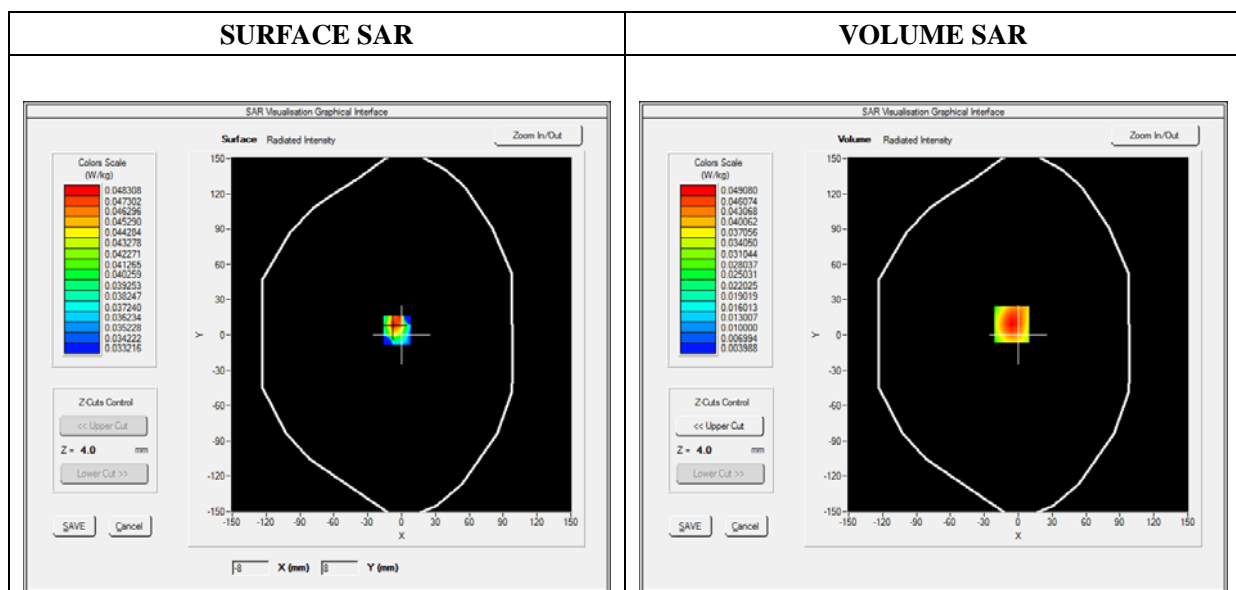 SURFACE SAR
VOLUME SAR
SAR Visualisation Graphical Interface
Surface Radiated Intensity
Zoom In/Out
Colors Scale
(W/kg)
0.048308
0.047302
0.046296
0.045290
0.044284
0.043278
0.042271
0.041265
0.040259
0.039253
0.038247
0.037240
0.036234
0.035228
0.034222
0.033216
150
120
90
60
30
0
-30
-60
-90
-120
-150
Y
-150 -120 -90 -60 -30 0 30 60 90 120 150
X
Z-Cuts Control
<< Upper Cut
Z = 4.0 mm
Lower Cut >>
SAVE Cancel
-8 X (mm) 8 Y (mm)
SAR Visualisation Graphical Interface
Volume Radiated Intensity
Zoom In/Out
Colors Scale
(W/kg)
0.049080
0.046074
0.043068
0.040062
0.037056
0.034050
0.031044
0.028037
0.025031
0.022025
0.019019
0.016013
0.013007
0.010000
0.006994
0.003988
150
120
90
60
30
0
-30
-60
-90
-120
-150
Y
-150 -120 -90 -60 -30 0 30 60 90 120 150
X
Z-Cuts Control
<< Upper Cut
Z = 4.0 mm
Lower Cut >>
SAVE Cancel